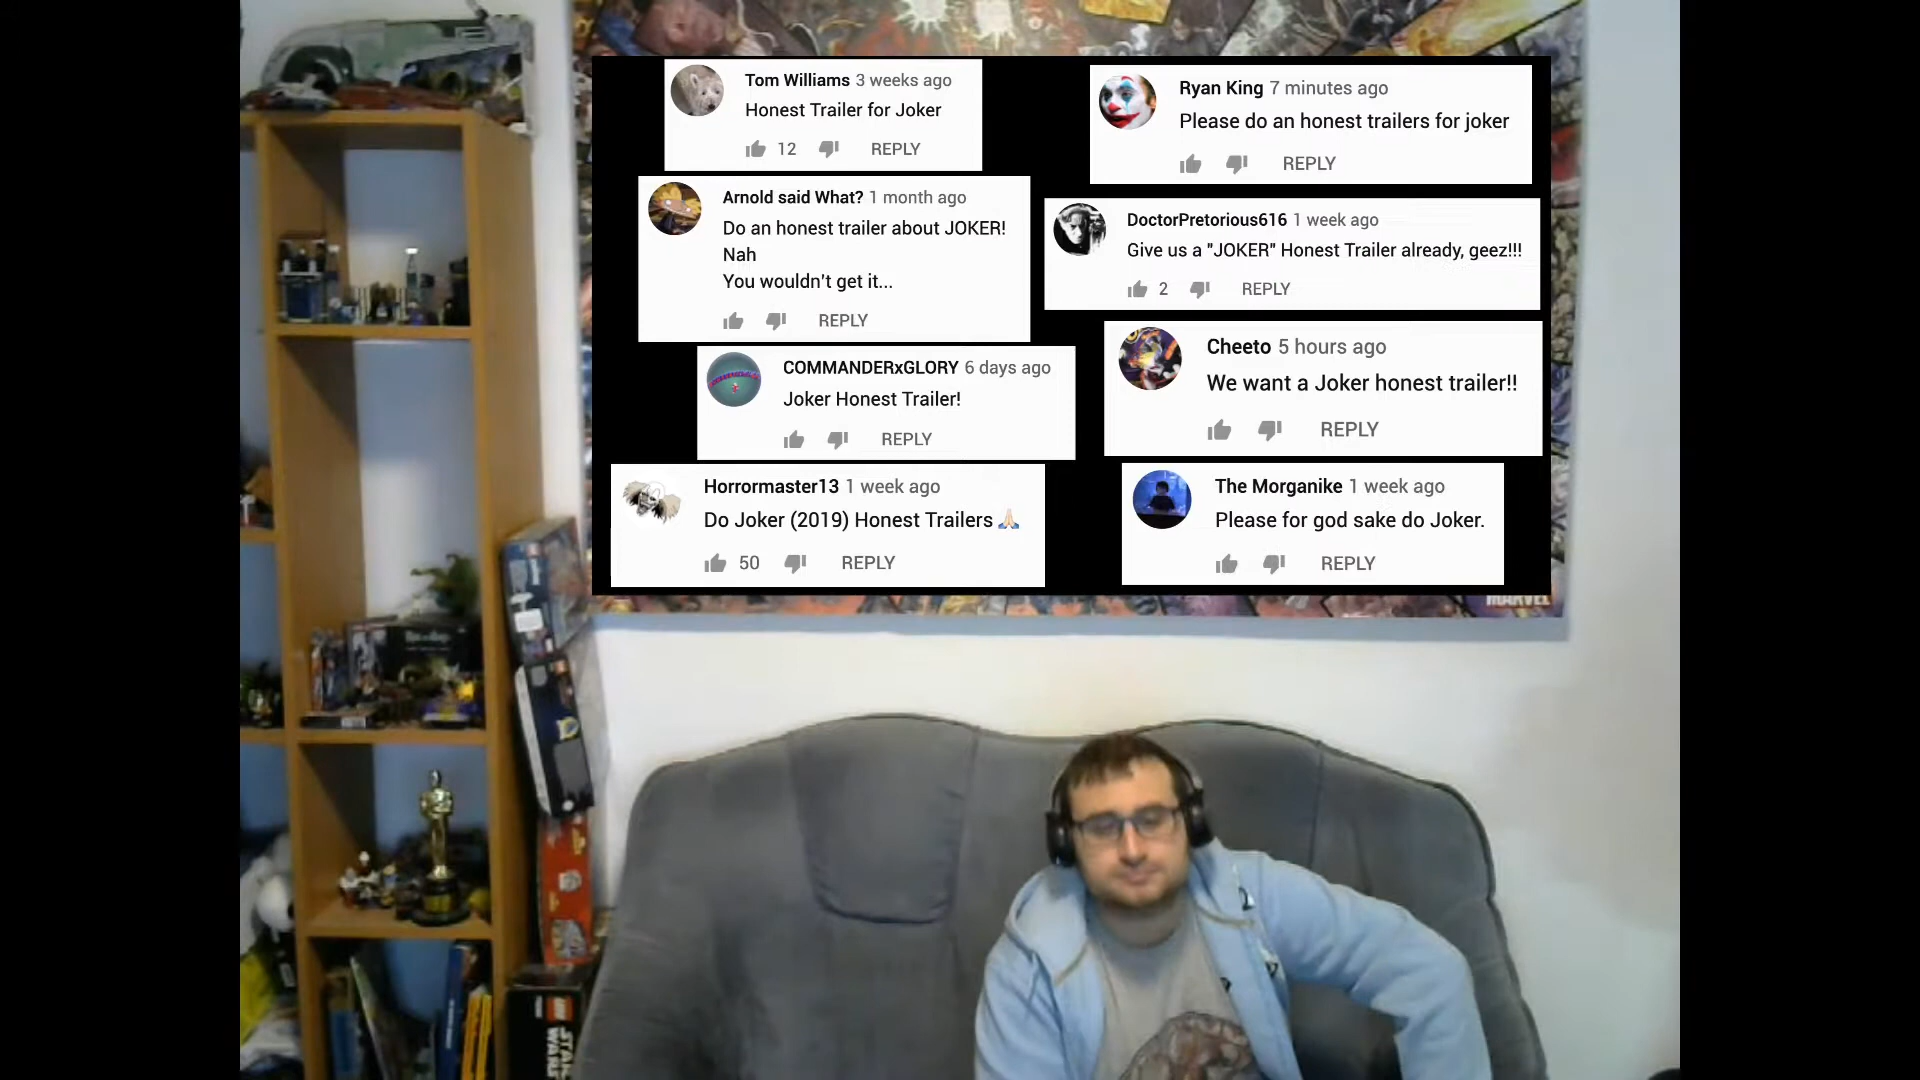 Tom Williams 3 weeks ago
Honest Trailer for Joker
12 REPLY
Ryan King 7 minutes ago
Please do an honest trailers for joker
REPLY
Arnold said What? 1 month ago
Do an honest trailer about JOKER!
Nah
You wouldn't get it...
REPLY
DoctorPretorious616 1 week ago
Give us a "JOKER" Honest Trailer already, geez!!!
2 REPLY
COMMANDERxGLORY 6 days ago
Joker Honest Trailer!
REPLY
Cheeto 5 hours ago
We want a Joker honest trailer!!
REPLY
Horrormaster13 1 week ago
Do Joker (2019) Honest Trailers 🙏🏻
50 REPLY
The Morganike 1 week ago
Please for god sake do Joker.
REPLY
MARVEL
STAR
WARS